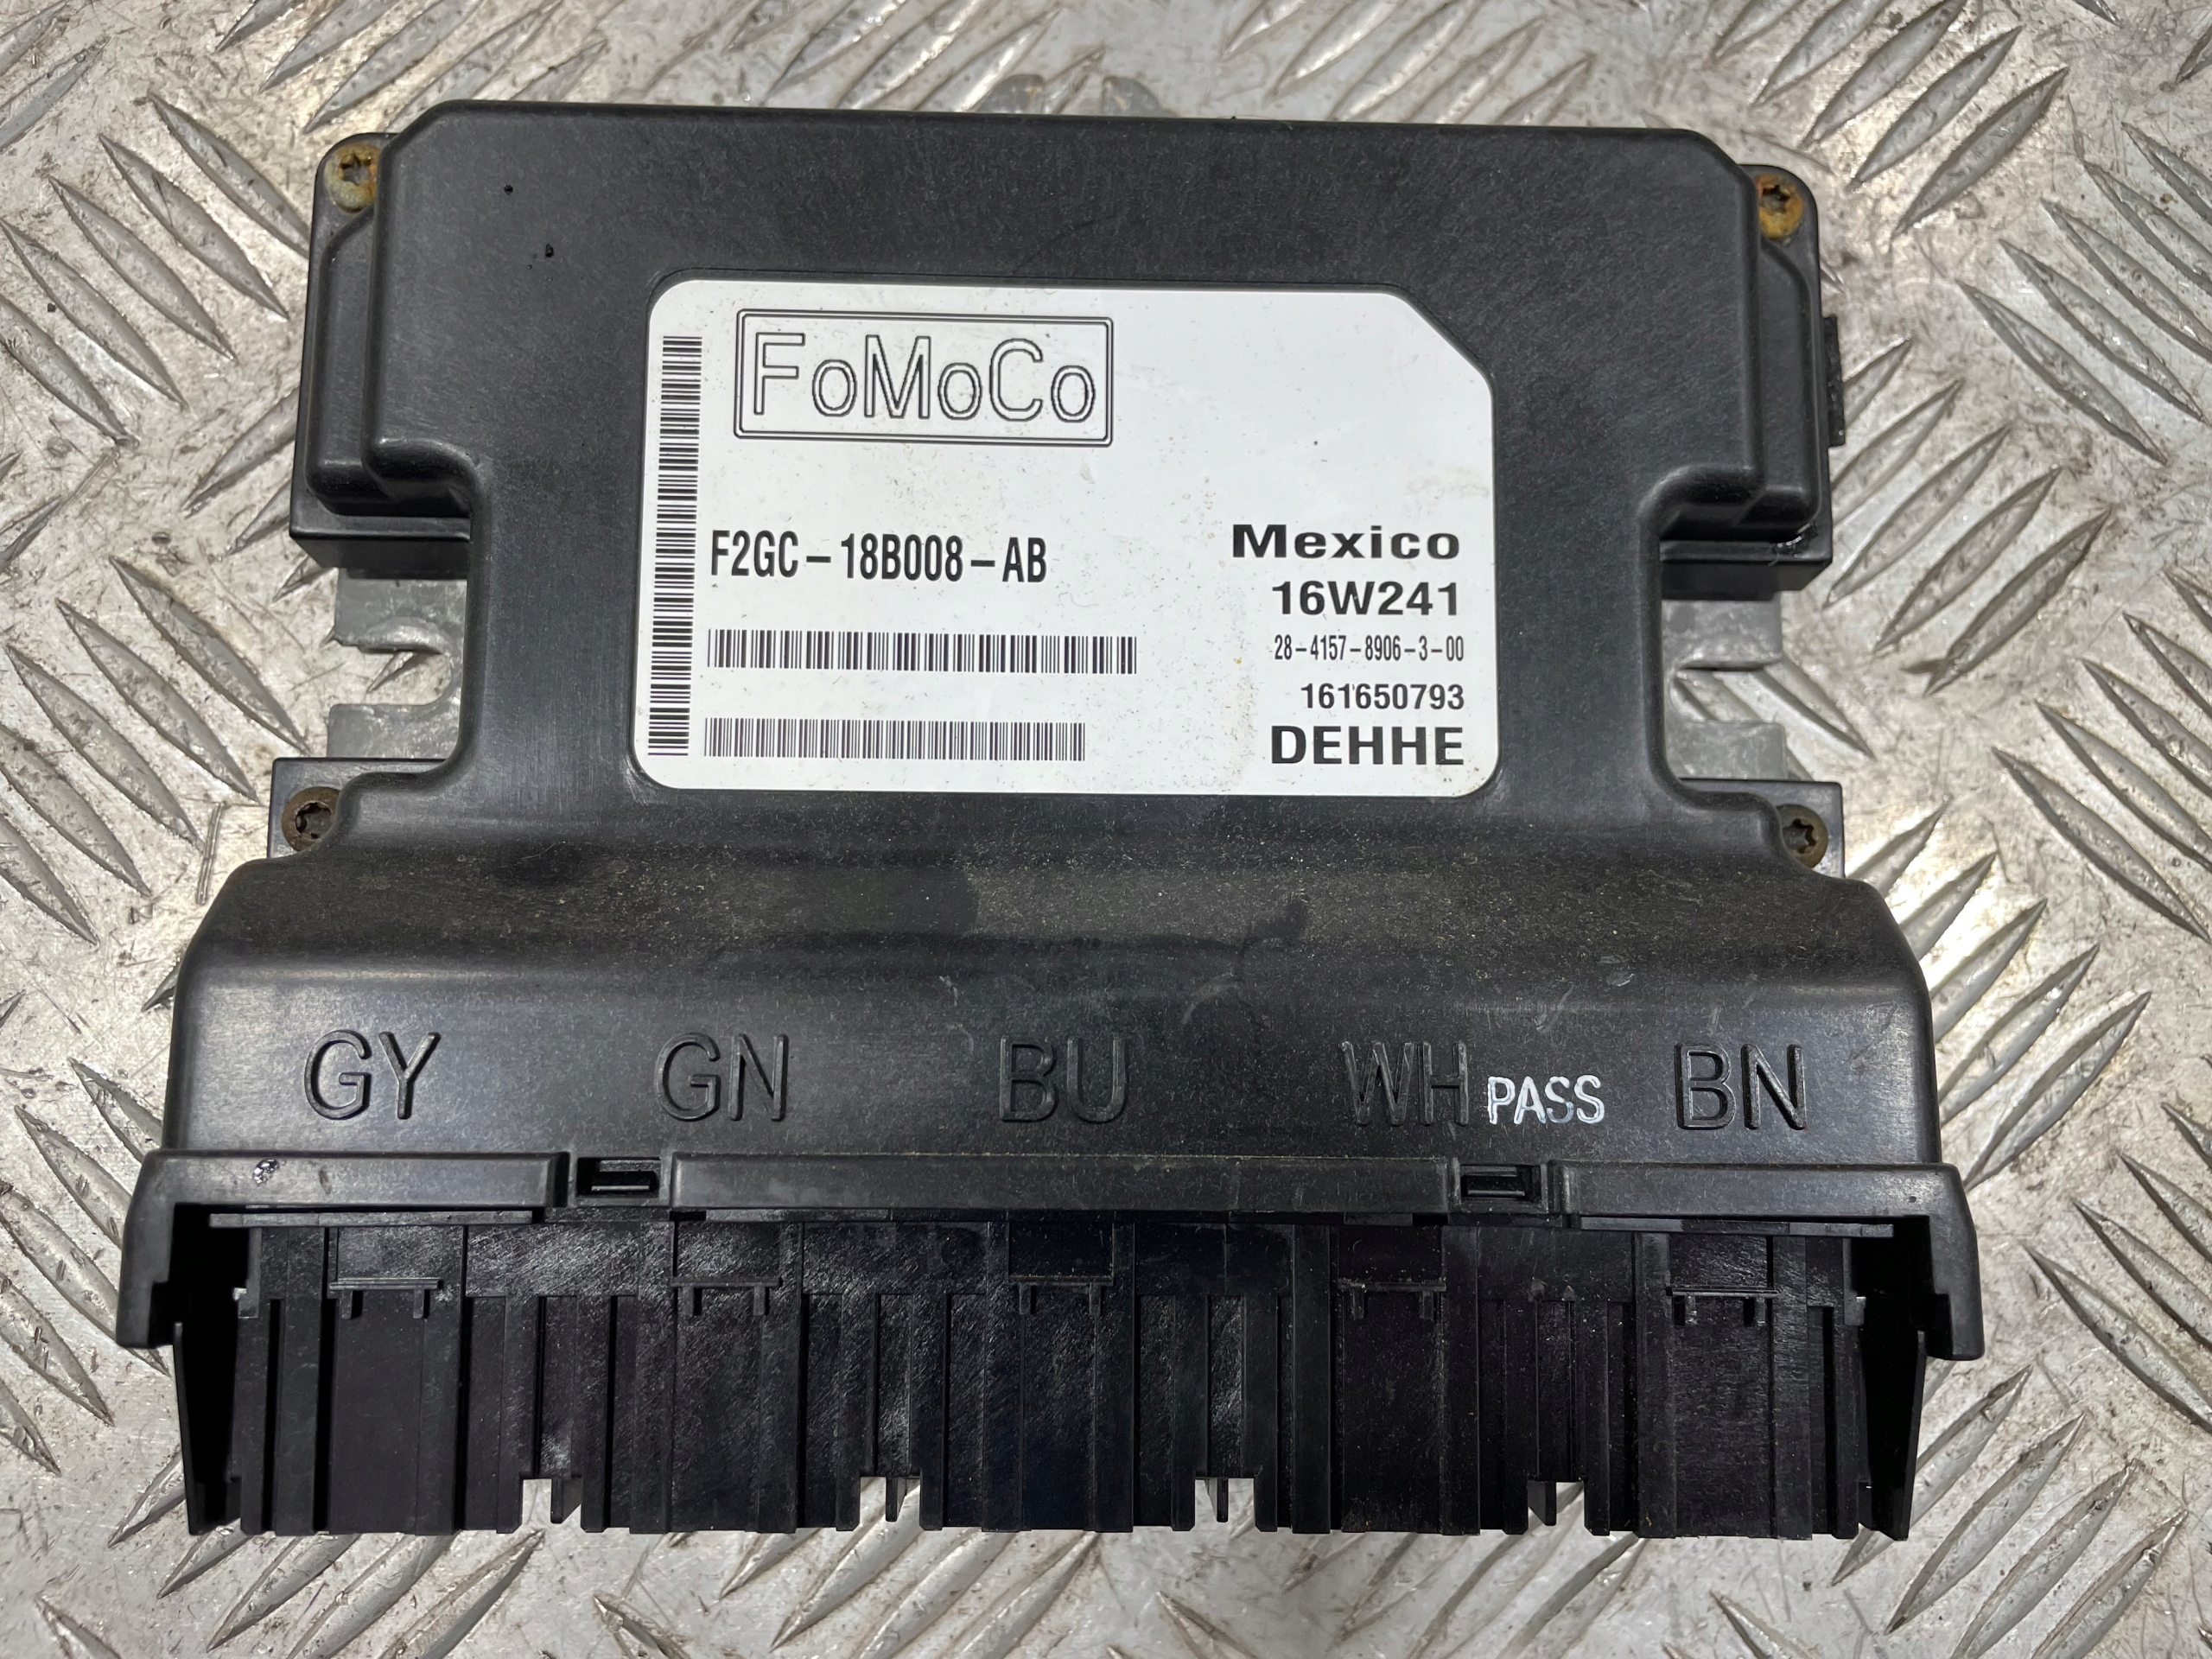 FoMoCo
F2GC-18B008-AB
Mexico
16W241
28-4157-8906-3-00
161650793
DEHHE
GY GN BU WH PASS BN